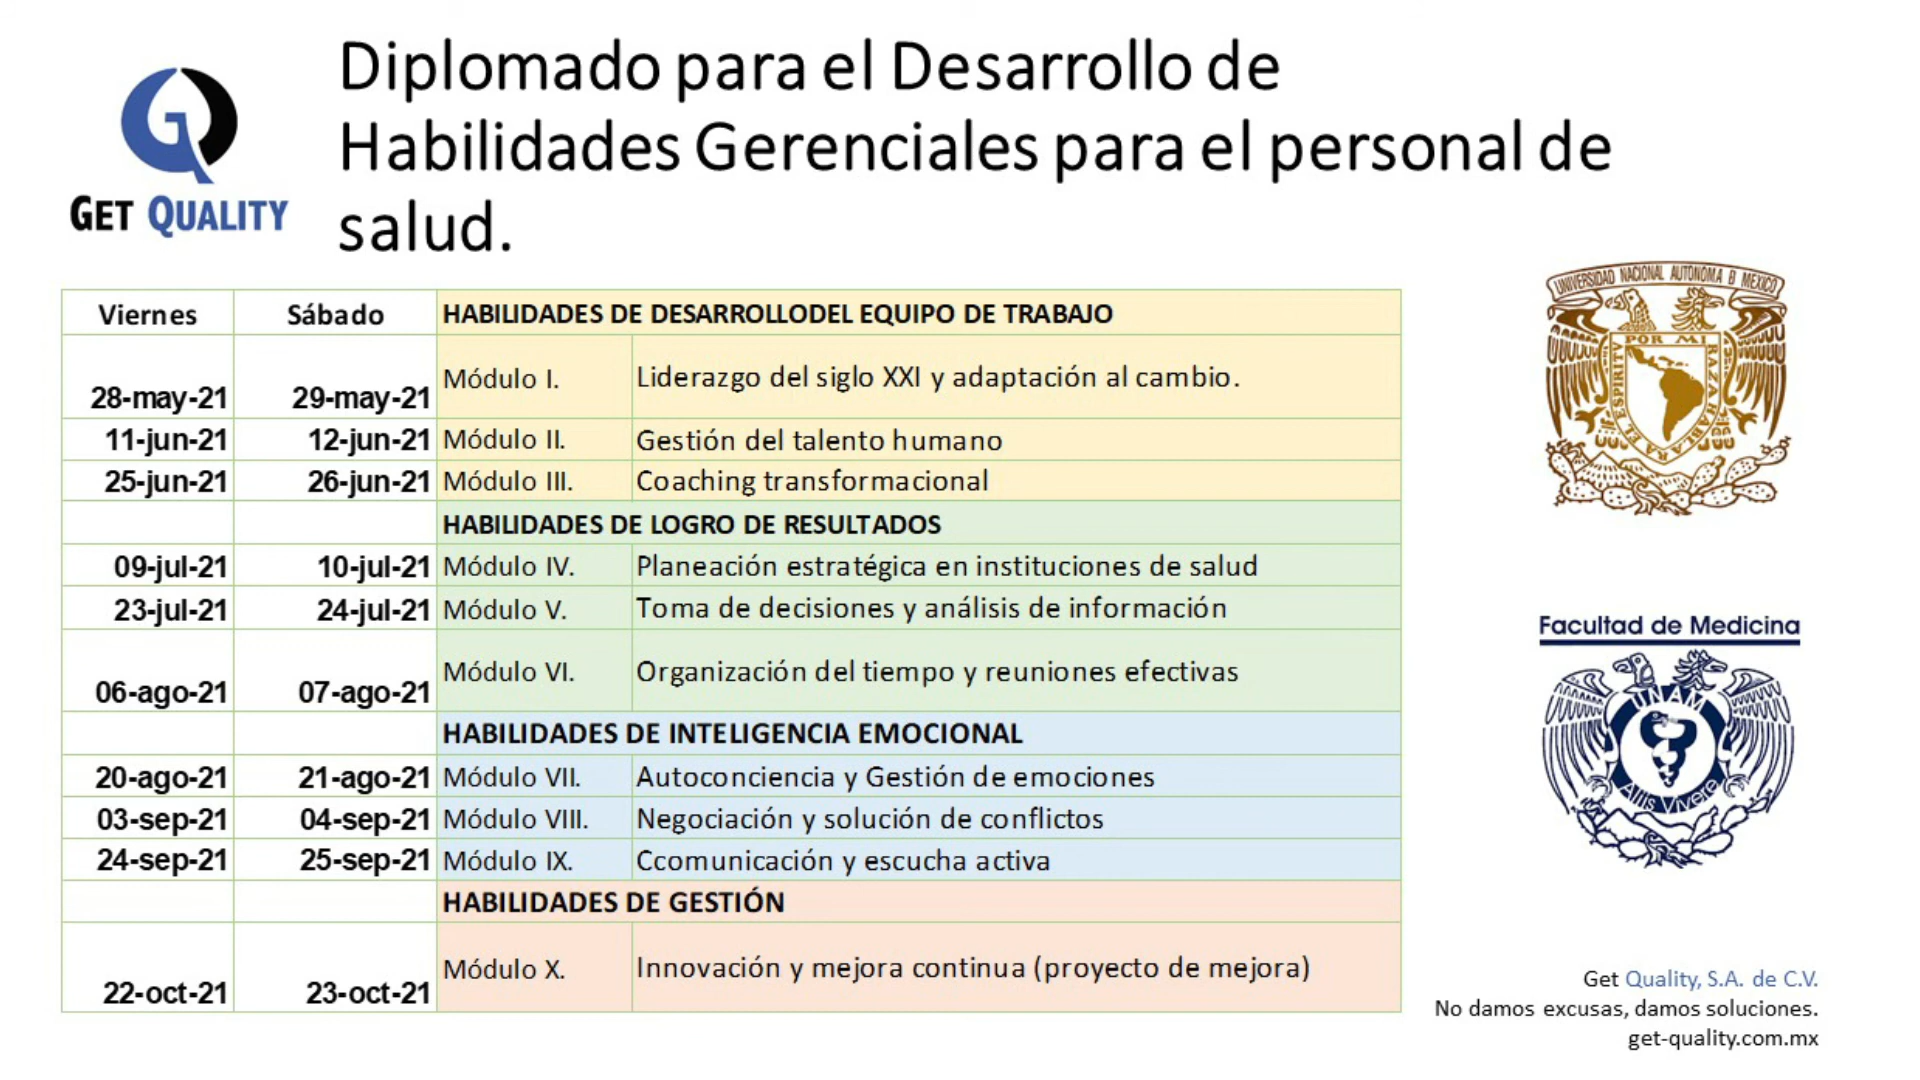 Diplomado para el Desarrollo de
Habilidades Gerenciales para el personal de
salud.
GET QUALITY
Viernes Sábado HABILIDADES DE DESARROLLODEL EQUIPO DE TRABAJO
28-may-21 29-may-21 Módulo I. Liderazgo del siglo XXI y adaptación al cambio.
11-jun-21 12-jun-21 Módulo II. Gestión del talento humano
25-jun-21 26-jun-21 Módulo III. Coaching transformacional
HABILIDADES DE LOGRO DE RESULTADOS
09-jul-21 10-jul-21 Módulo IV. Planeación estratégica en instituciones de salud
23-jul-21 24-jul-21 Módulo V. Toma de decisiones y análisis de información
06-ago-21 07-ago-21 Módulo VI. Organización del tiempo y reuniones efectivas
HABILIDADES DE INTELIGENCIA EMOCIONAL
20-ago-21 21-ago-21 Módulo VII. Autoconciencia y Gestión de emociones
03-sep-21 04-sep-21 Módulo VIII. Negociación y solución de conflictos
24-sep-21 25-sep-21 Módulo IX. Ccomunicación y escucha activa
HABILIDADES DE GESTIÓN
22-oct-21 23-oct-21 Módulo X. Innovación y mejora continua (proyecto de mejora)
UNIVERSIDAD NACIONAL AUTONOMA D MEXICO
POR MI RAZA HABLARA EL ESPIRITV
Facultad de Medicina
UNAM
Aliis Vivere
Get Quality, S.A. de C.V.
No damos excusas, damos soluciones.
get-quality.com.mx